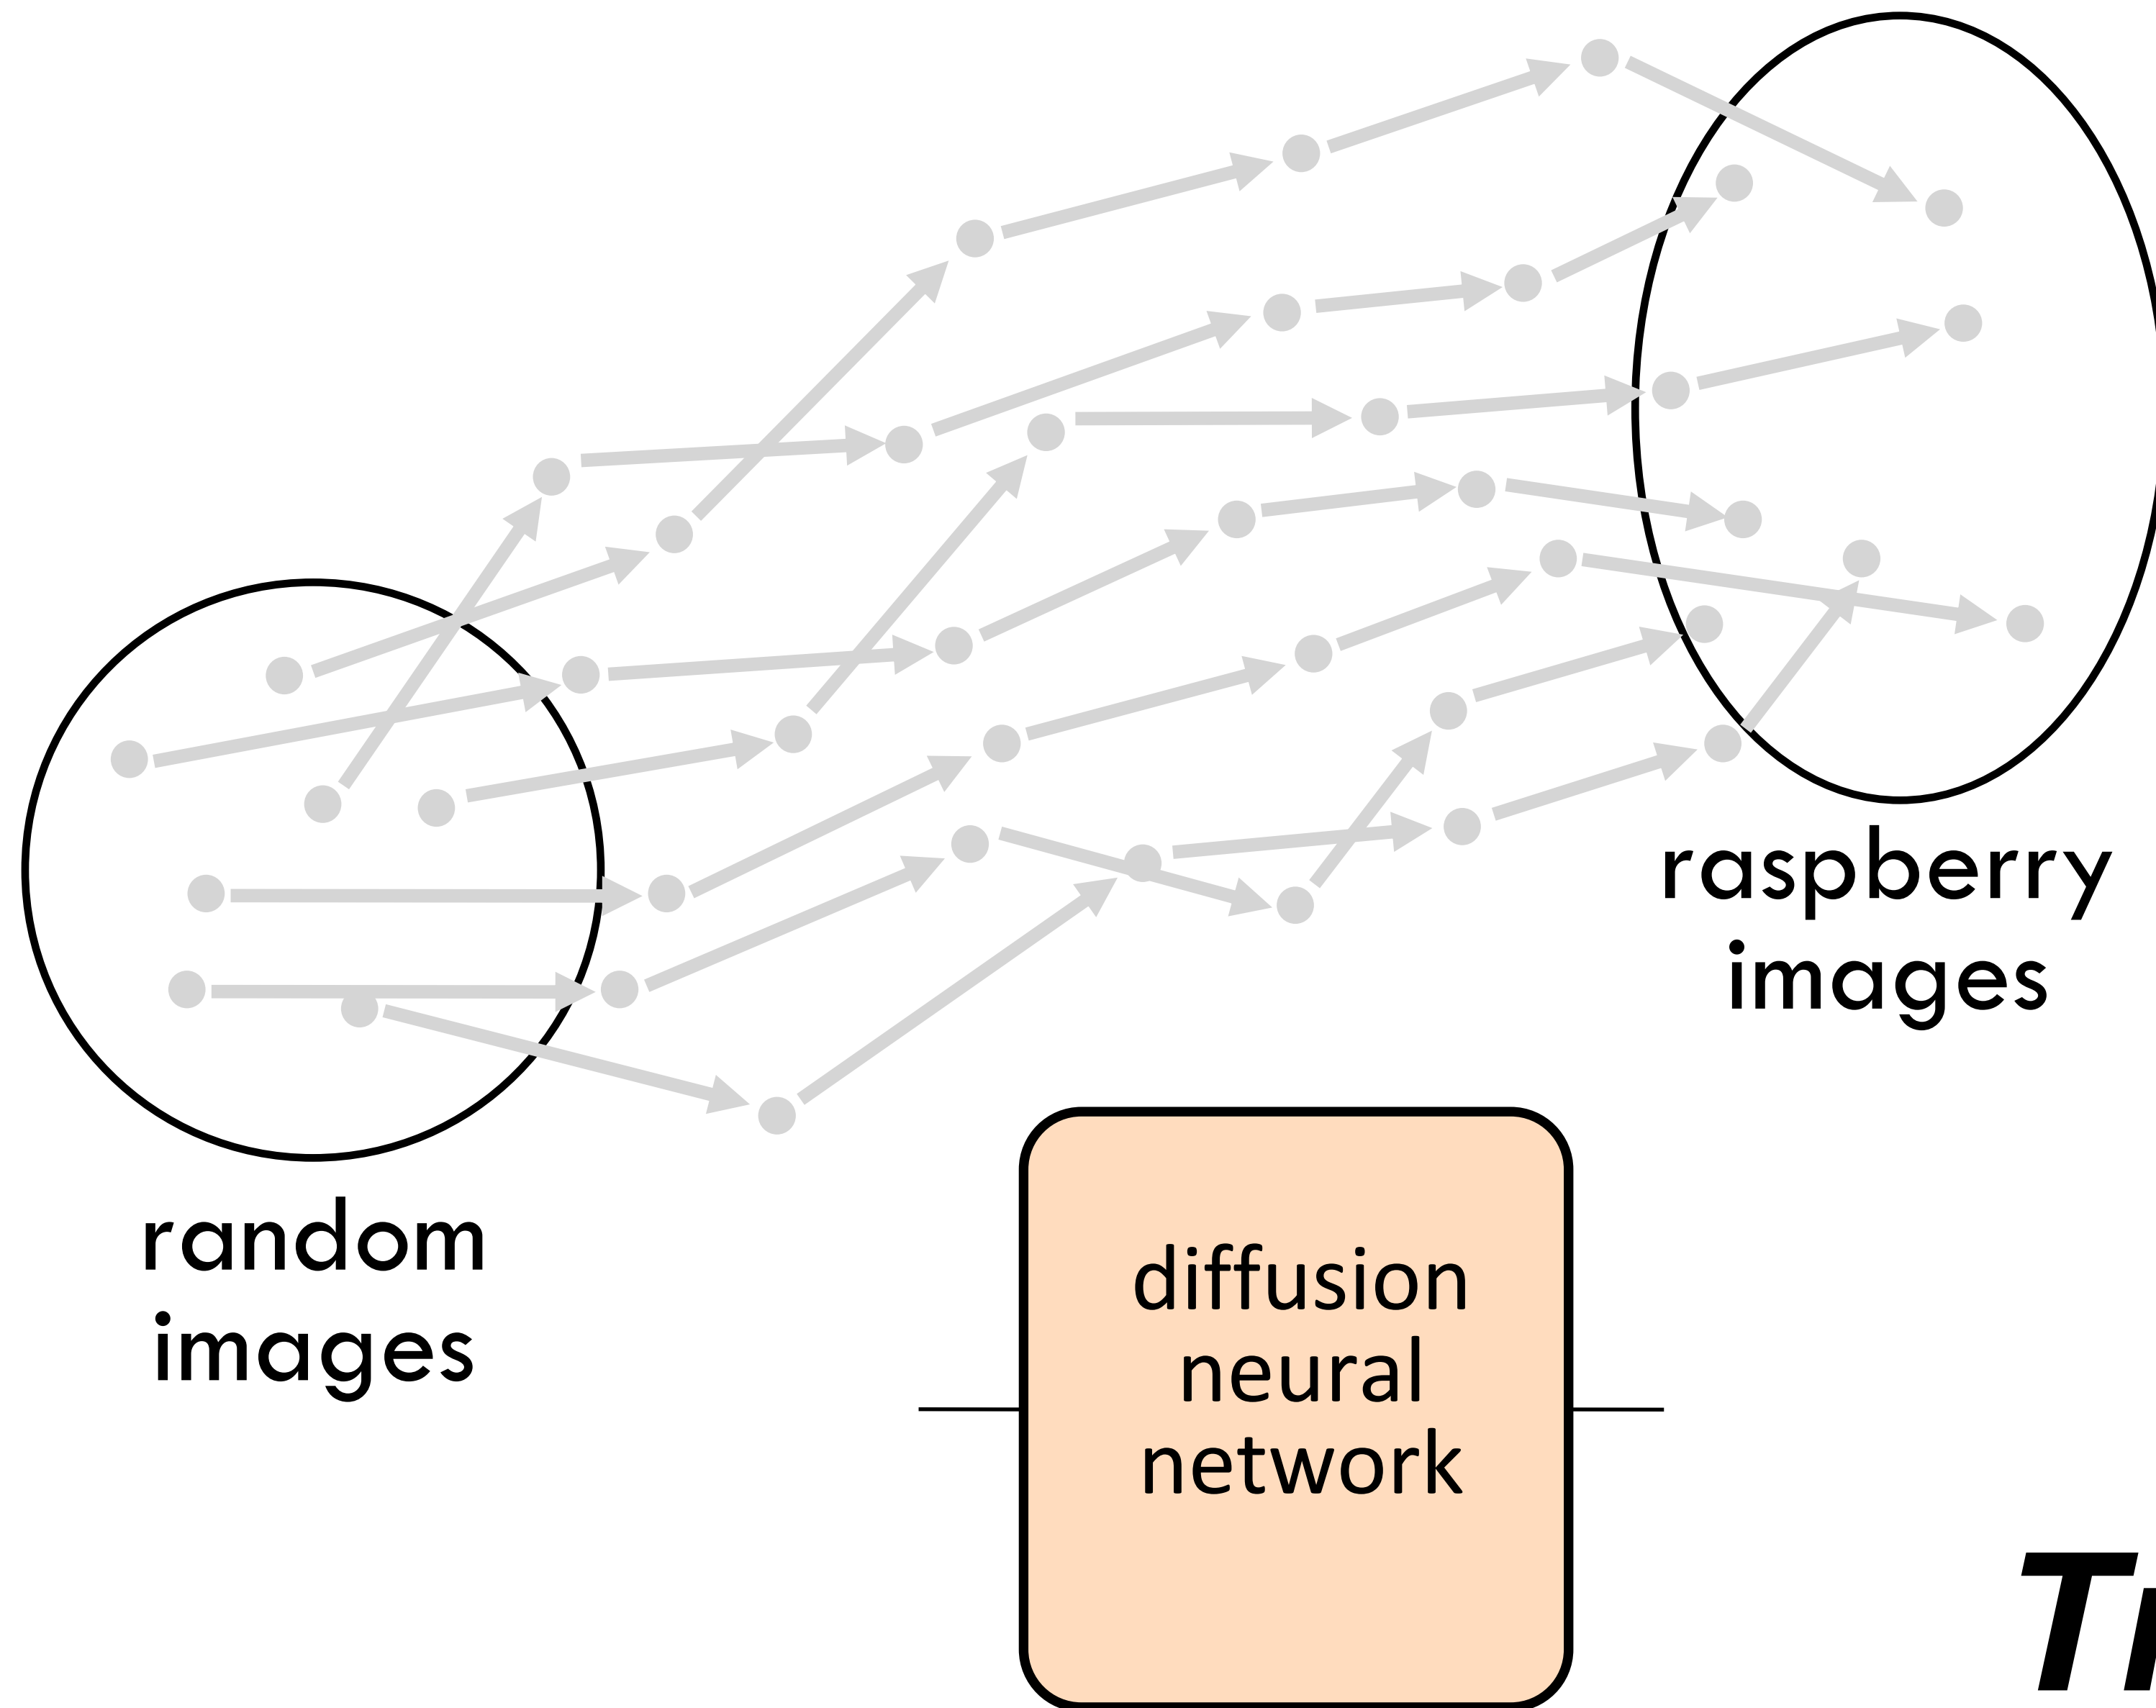 raspberry
images
random
images
diffusion
neural
network